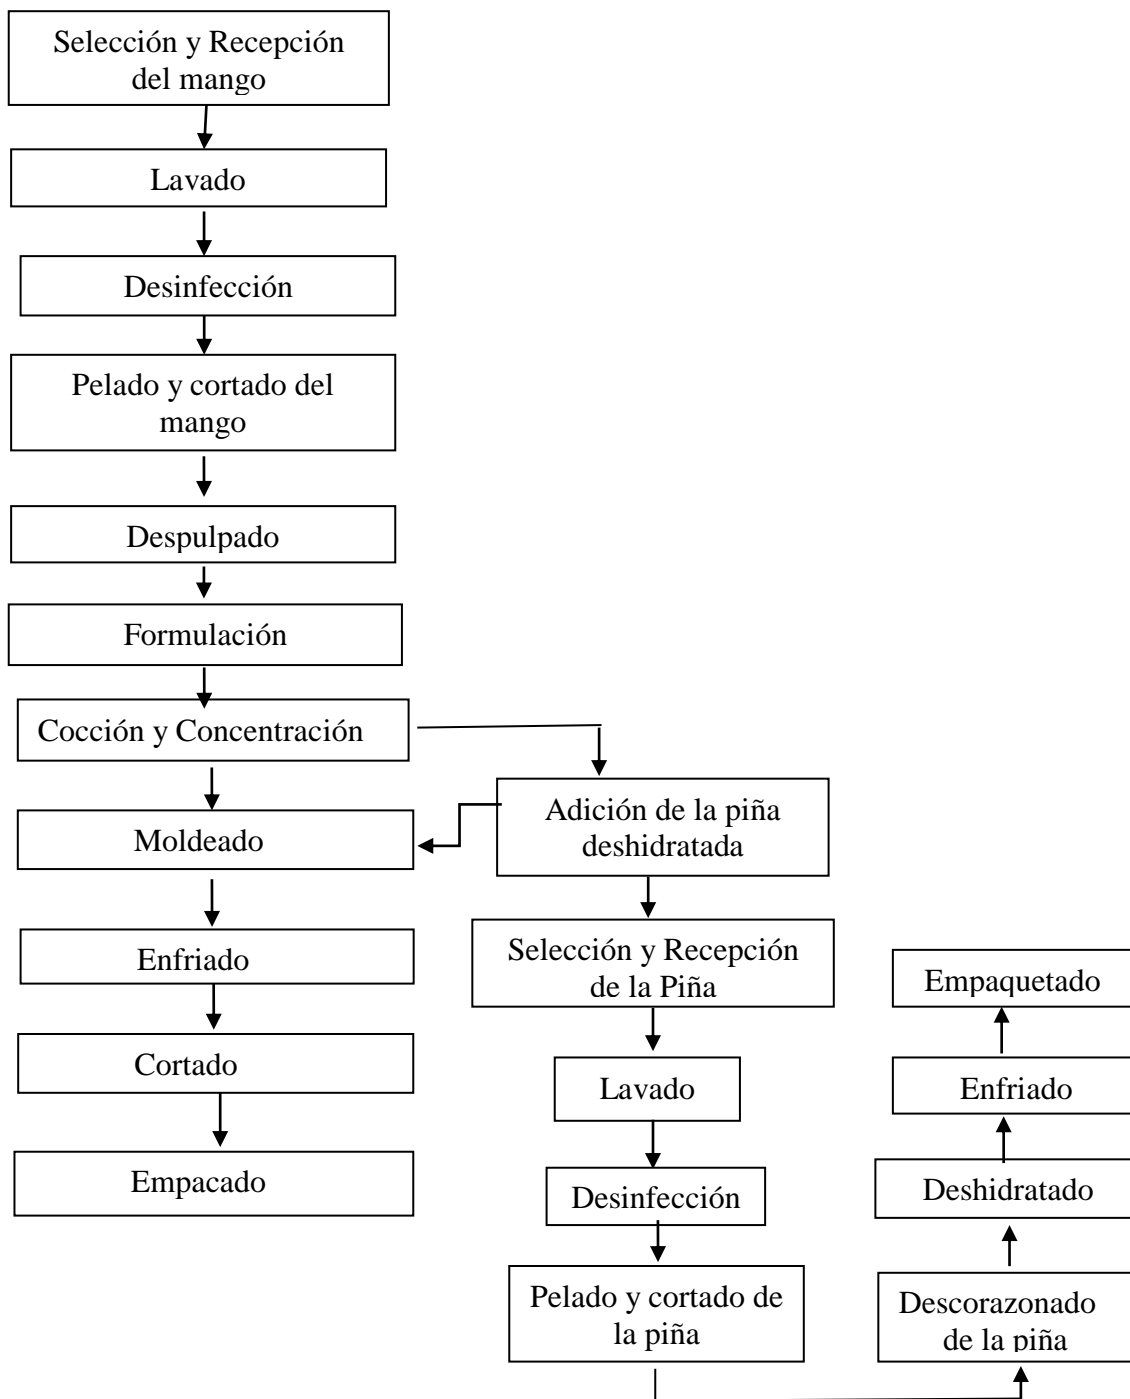 Selección y Recepción
del mango
Lavado
Desinfección
Pelado y cortado del
mango
Despulpado
Formulación
Cocción y Concentración
Moldeado
Enfriado
Cortado
Empacado
Adición de la piña
deshidratada
Selección y Recepción
de la Piña
Lavado
Desinfección
Pelado y cortado de
la piña
Descorazonado
de la piña
Deshidratado
Enfriado
Empaquetado